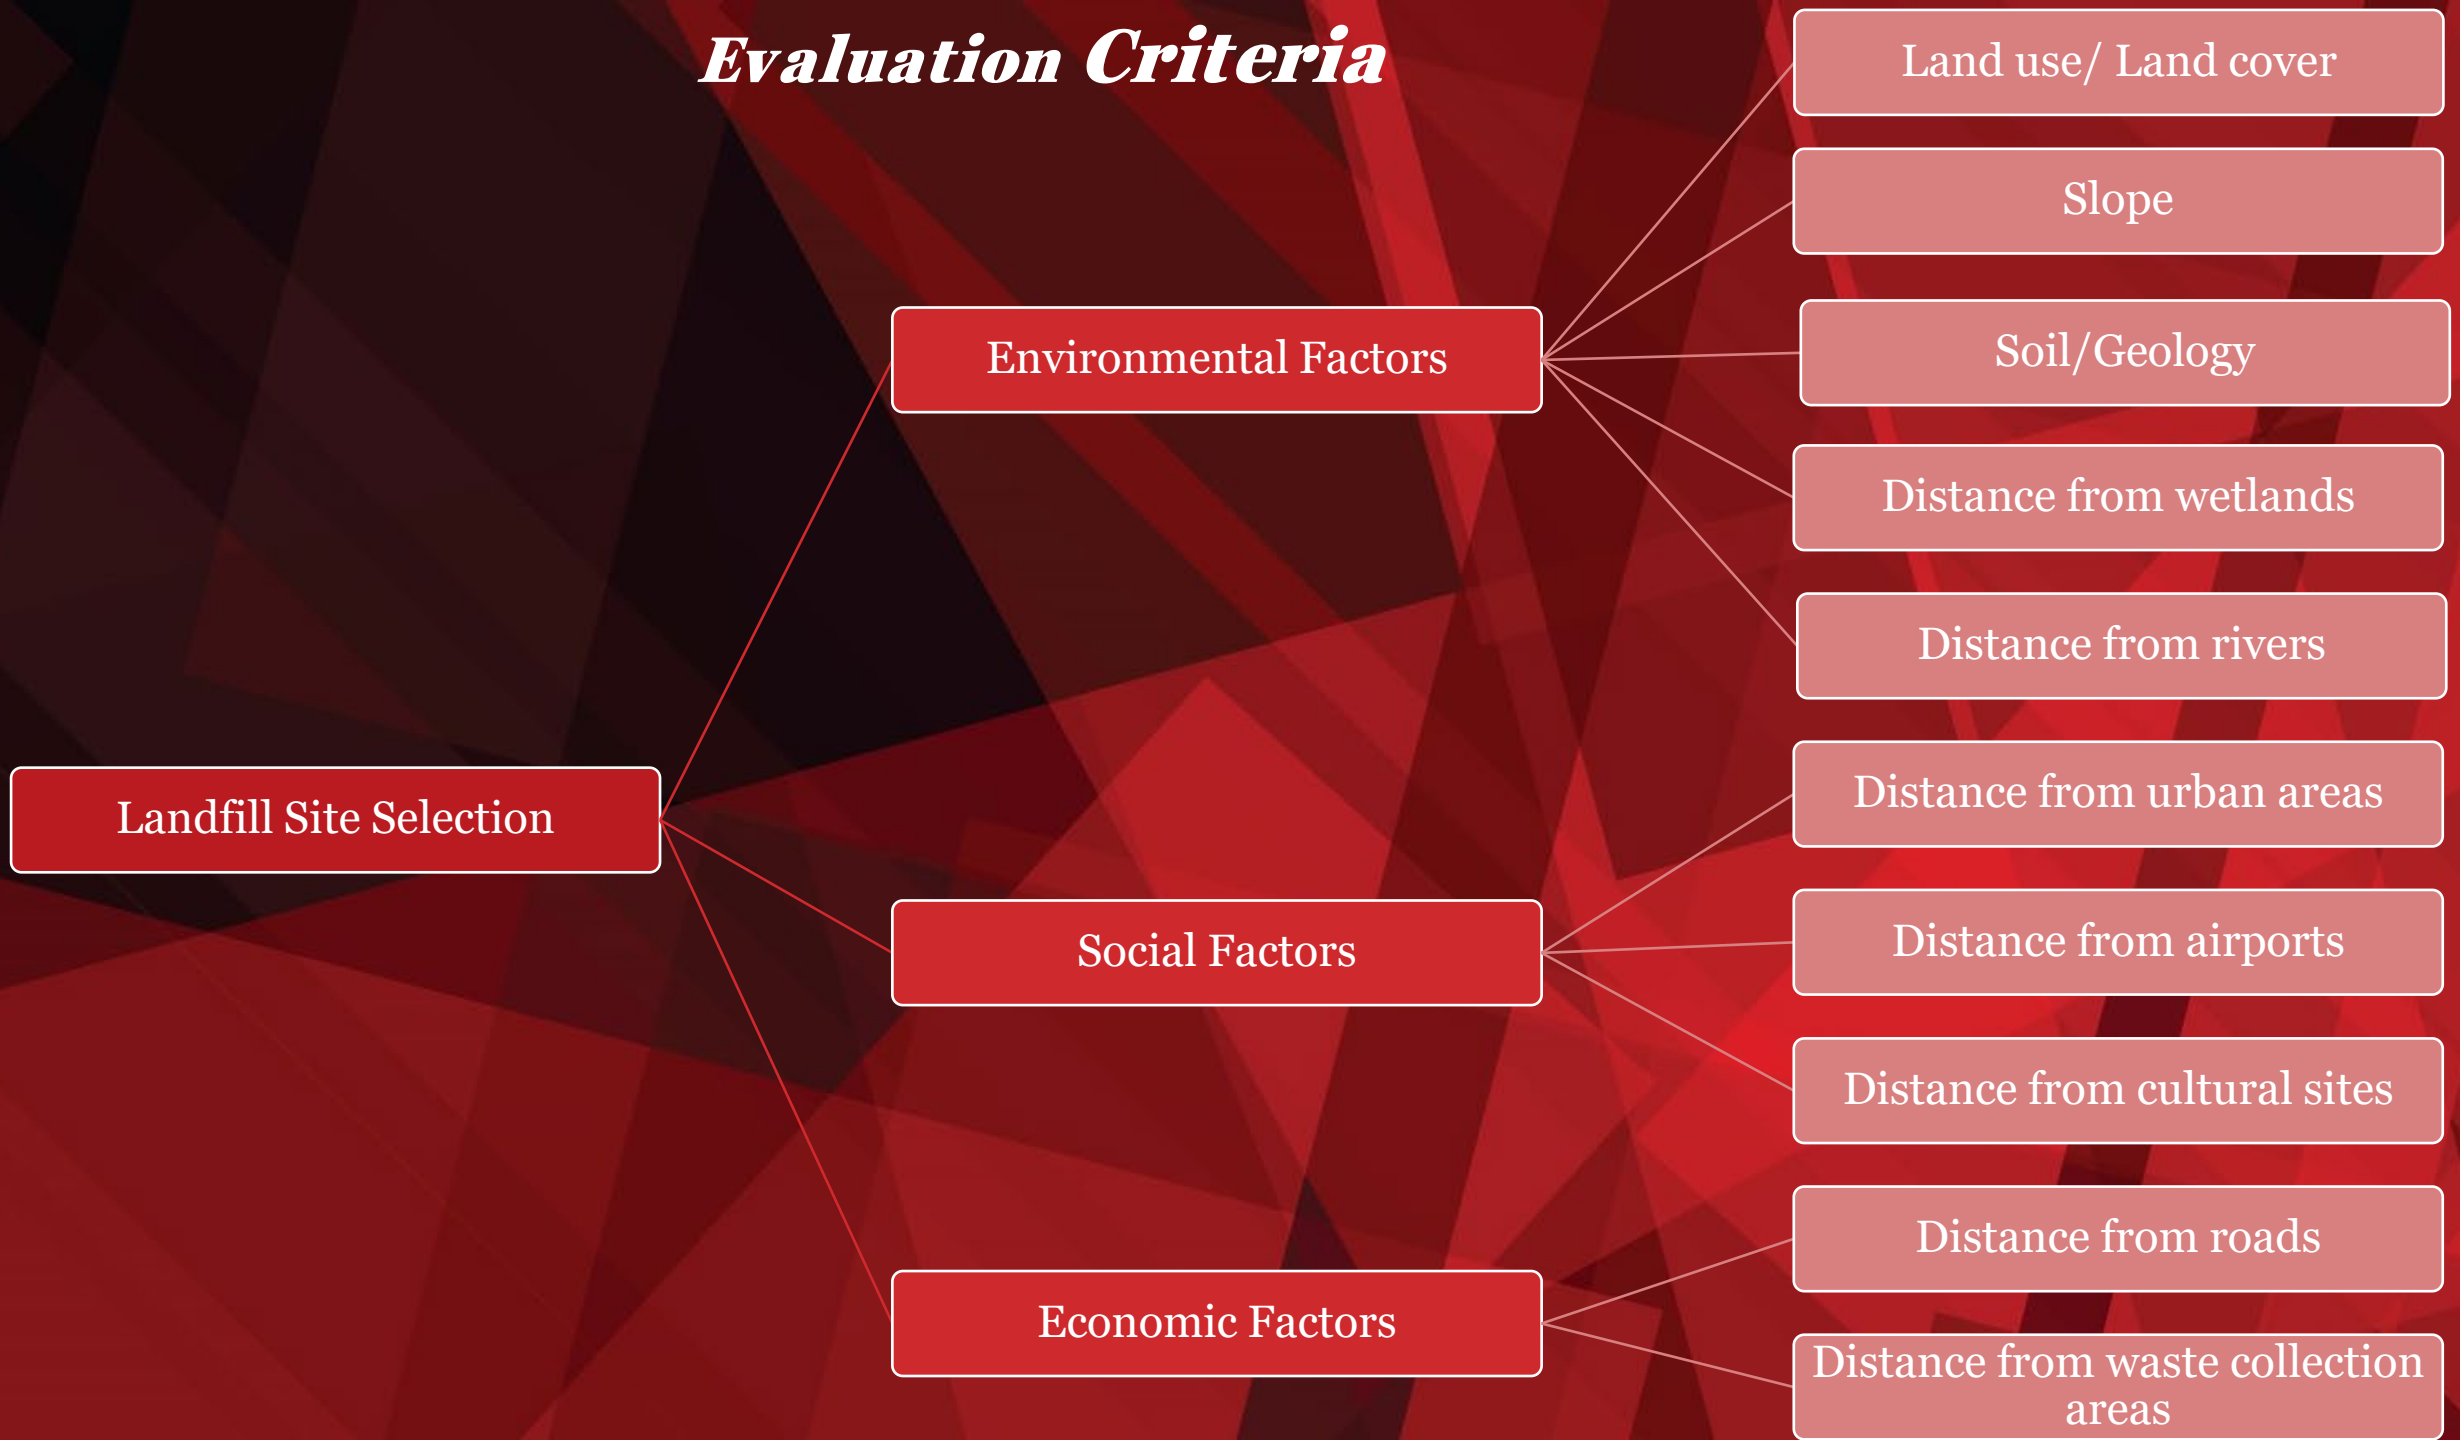 Evaluation Criteria
Landfill Site Selection
Environmental Factors
Land use/ Land cover
Slope
Soil/Geology
Distance from wetlands
Distance from rivers
Social Factors
Distance from urban areas
Distance from airports
Distance from cultural sites
Economic Factors
Distance from roads
Distance from waste collection
areas